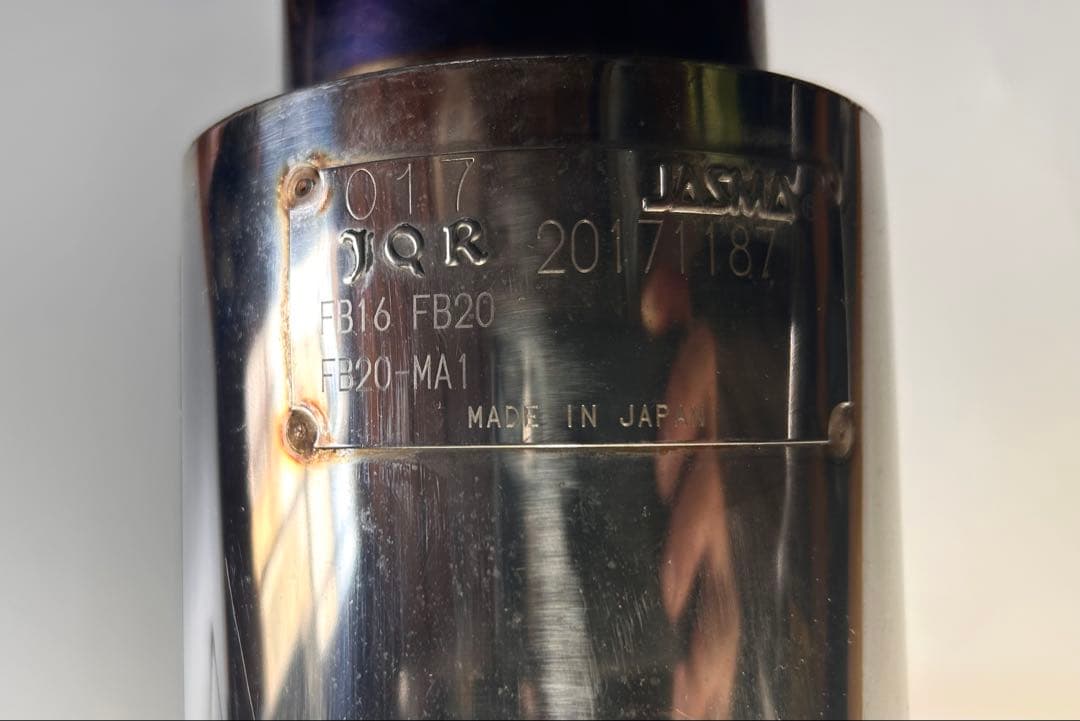 017 JASMA
JQR 20171187
FB16 FB20
FB20-MA1
MADE IN JAPAN